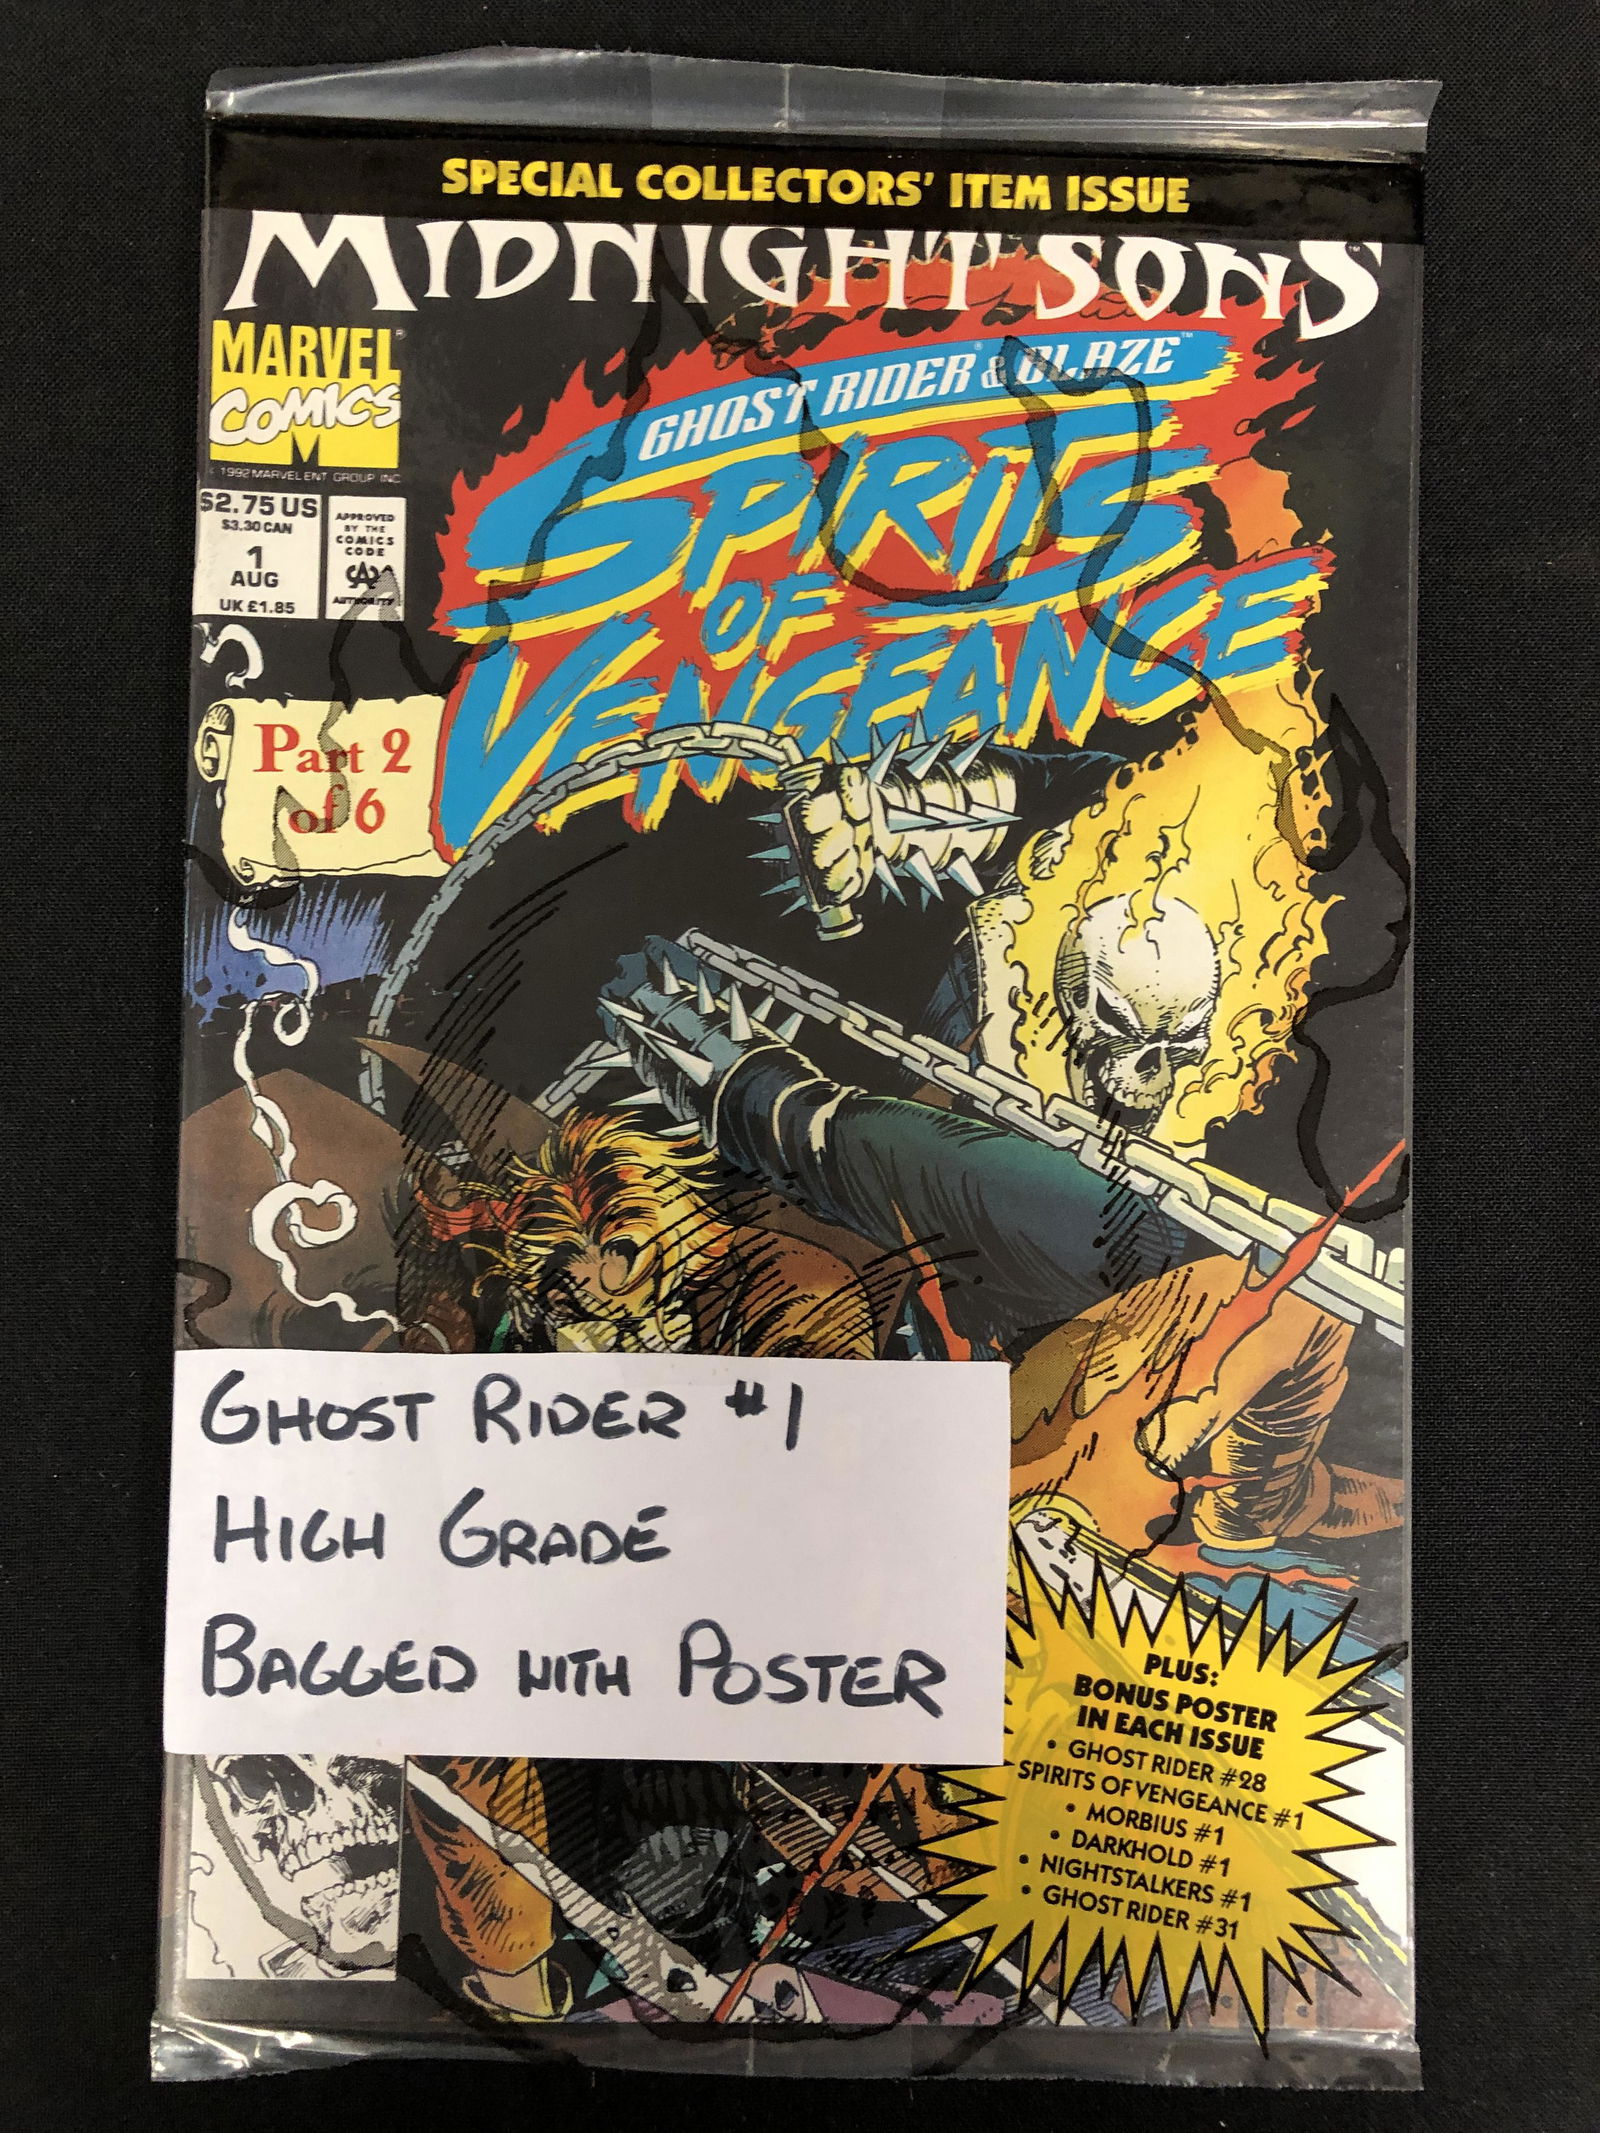 SPECIAL COLLECTORS' ITEM ISSUE
MIDNIGHT SONS™
MARVEL®
COMICS
M
© 1992 MARVEL ENT GROUP INC
$2.75 US
$3.30 CAN
1
AUG
UK £1.85
APPROVED
BY THE
COMICS
CODE
AUTHORITY
GHOST RIDER® & BLAZE™
SPIRITS
OF
VENGEANCE™
Part 2
of 6
GHOST RIDER #1
HIGH GRADE
BAGGED WITH POSTER
PLUS:
BONUS POSTER
IN EACH ISSUE
• GHOST RIDER #28
SPIRITS OF VENGEANCE #1
• MORBIUS #1
• DARKHOLD #1
• NIGHTSTALKERS #1
• GHOST RIDER #31